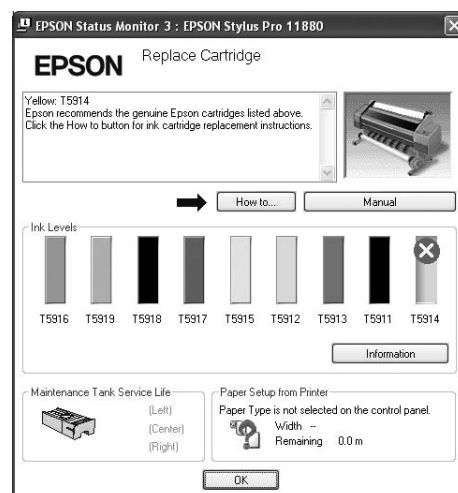 EPSON Status Monitor 3 : EPSON Stylus Pro 11880
EPSON
Replace Cartridge
Yellow: T5914
Epson recommends the genuine Epson cartridges listed above.
Click the How to button for ink cartridge replacement instructions.
How to...
Manual
Ink Levels
T5916 T5919 T5918 T5917 T5915 T5912 T5913 T5911 T5914
Information
Maintenance Tank Service Life
(Left)
(Center)
(Right)
Paper Setup from Printer
Paper Type is not selected on the control panel.
Width --
Remaining 0.0 m
OK